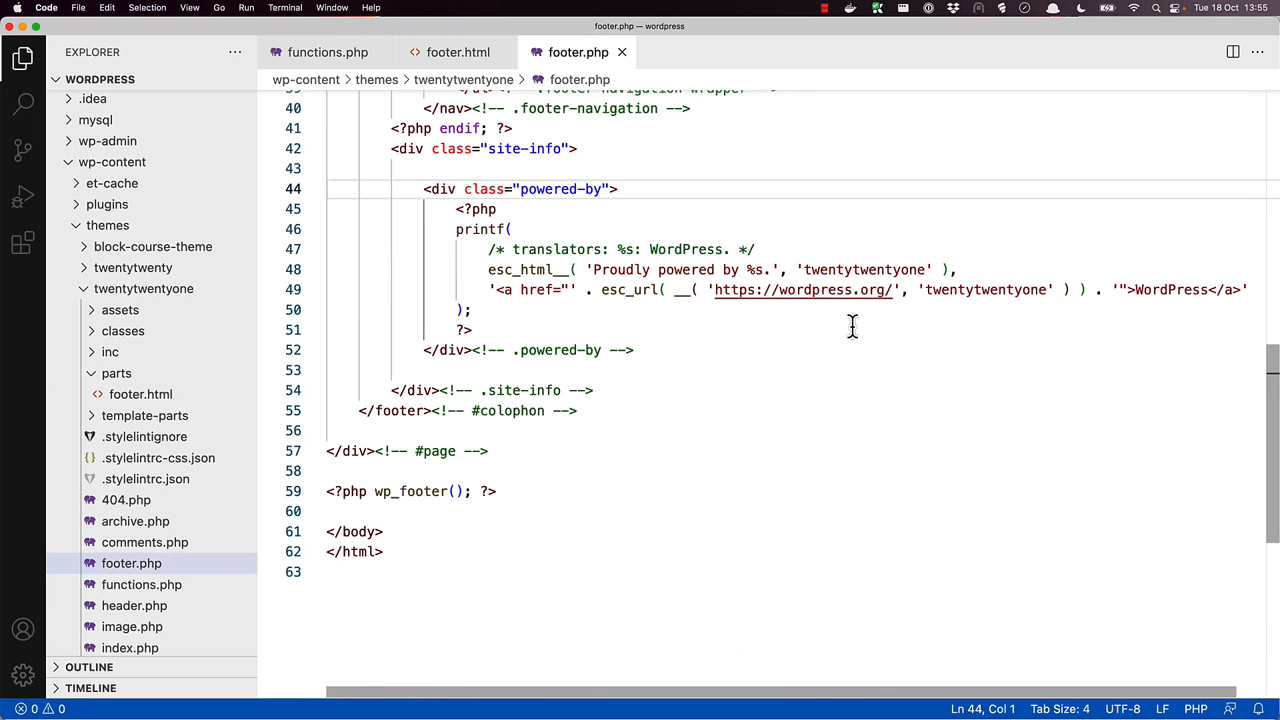 Code File Edit Selection View Go Run Terminal Window Help Tue 18 Oct 13:55
footer.php — wordpress
EXPLORER
functions.php
footer.html
footer.php
WORDPRESS
wp-content > themes > twentytwentyone > footer.php
.idea
mysql
wp-admin
wp-content
et-cache
plugins
themes
block-course-theme
twentytwenty
twentytwentyone
assets
classes
inc
parts
footer.html
template-parts
.stylelintignore
.stylelintrc-css.json
.stylelintrc.json
404.php
archive.php
comments.php
footer.php
functions.php
header.php
image.php
index.php
OUTLINE
TIMELINE
40 </nav><!-- .footer-navigation -->
41 <?php endif; ?>
42 <div class="site-info">
43
44 <div class="powered-by">
45 <?php
46 printf(
47 /* translators: %s: WordPress. */
48 esc_html__( 'Proudly powered by %s.', 'twentytwentyone' ),
49 '<a href="' . esc_url( __( 'https://wordpress.org/', 'twentytwentyone' ) ) . '">WordPress</a>'
50 );
51 ?>
52 </div><!-- .powered-by -->
53
54 </div><!-- .site-info -->
55 </footer><!-- #colophon -->
56
57 </div><!-- #page -->
58
59 <?php wp_footer(); ?>
60
61 </body>
62 </html>
63
0 0 Ln 44, Col 1 Tab Size: 4 UTF-8 LF PHP